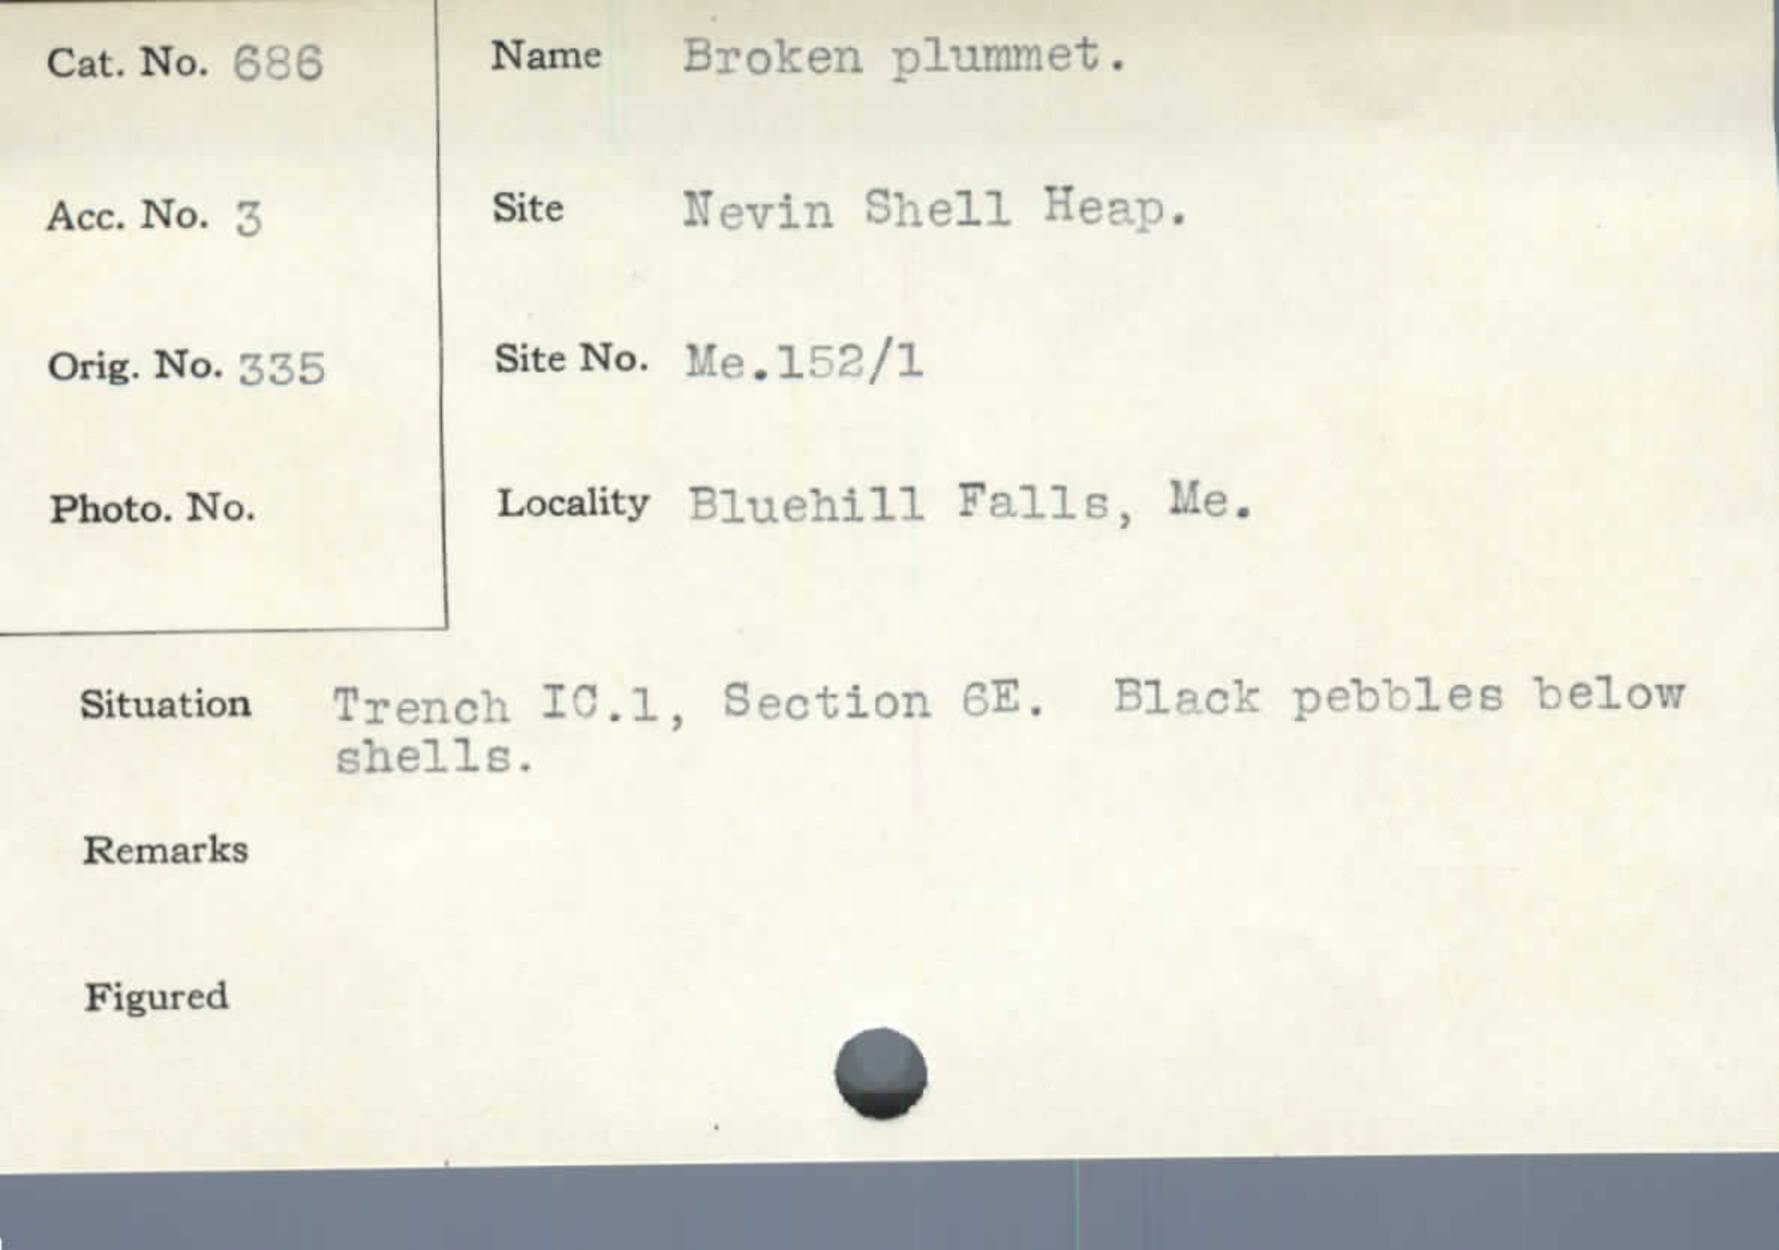 Cat. No. 686
Acc. No. 3
Orig. No. 335
Photo. No.
Name Broken plummet.
Site Nevin Shell Heap.
Site No. Me.152/1
Locality Bluehill Falls, Me.
Situation Trench IC.1, Section 6E. Black pebbles below
shells.
Remarks
Figured